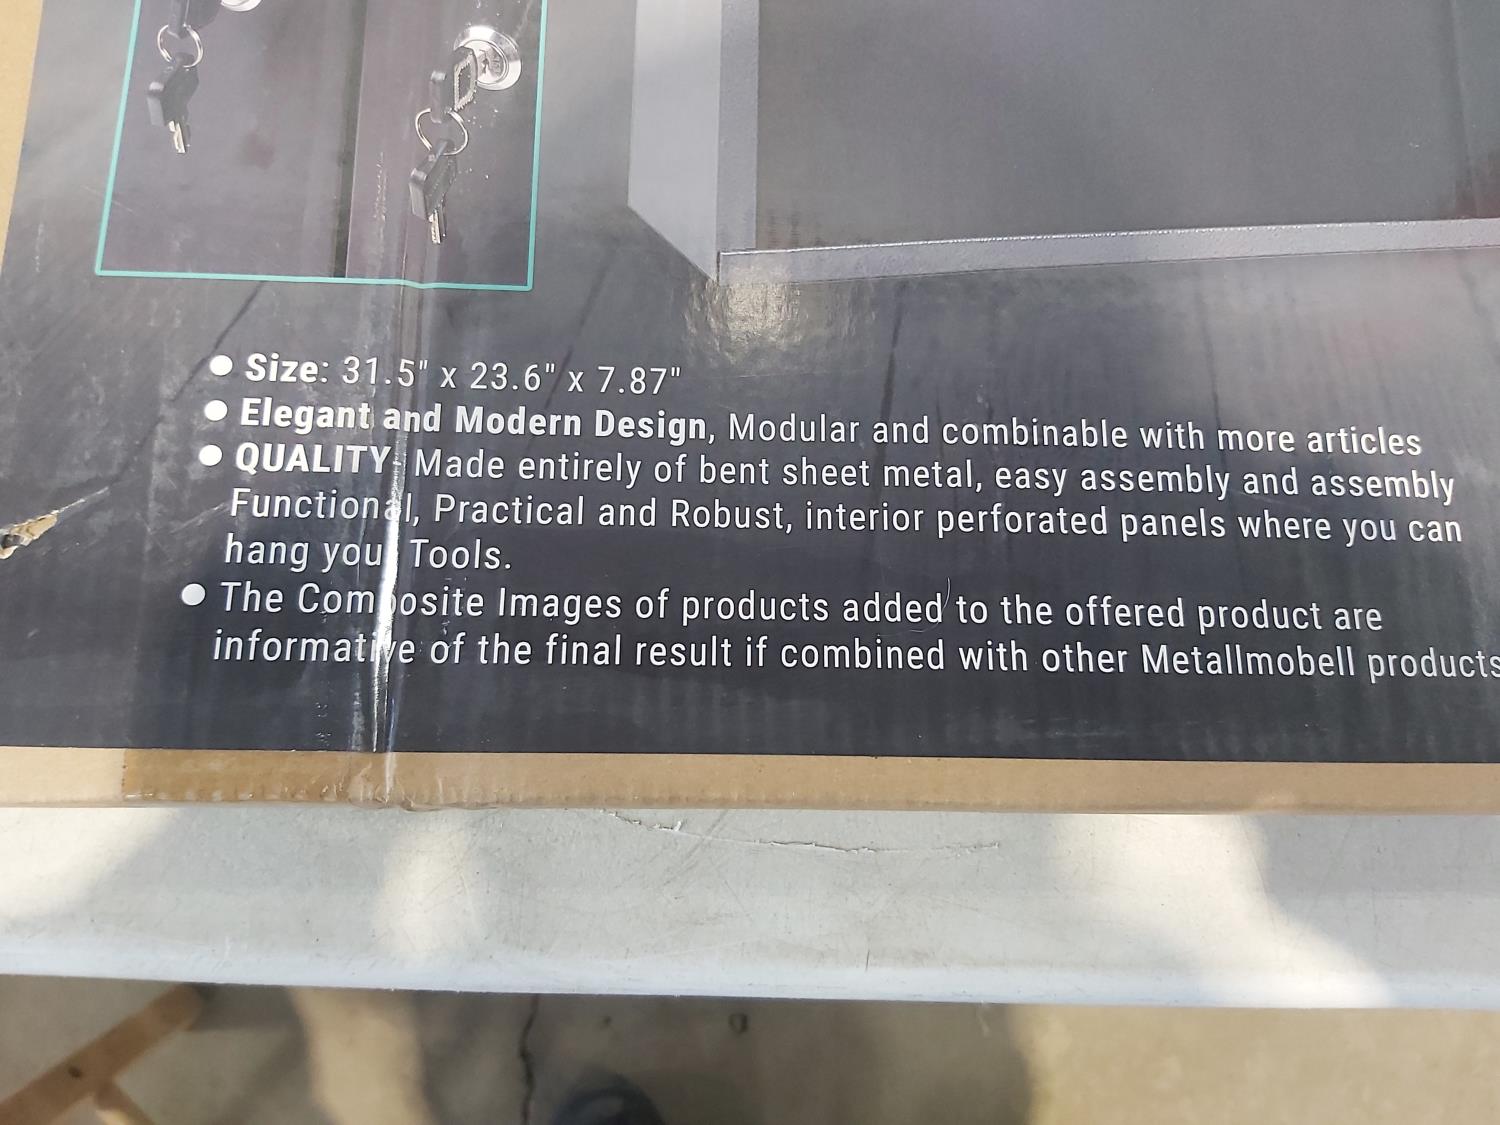 ● Size: 31.5" x 23.6" x 7.87"
● Elegant and Modern Design, Modular and combinable with more articles
● QUALITY- Made entirely of bent sheet metal, easy assembly and assembly
Functional, Practical and Robust, interior perforated panels where you can
hang your Tools.
● The Composite Images of products added to the offered product are
informative of the final result if combined with other Metallmobell products